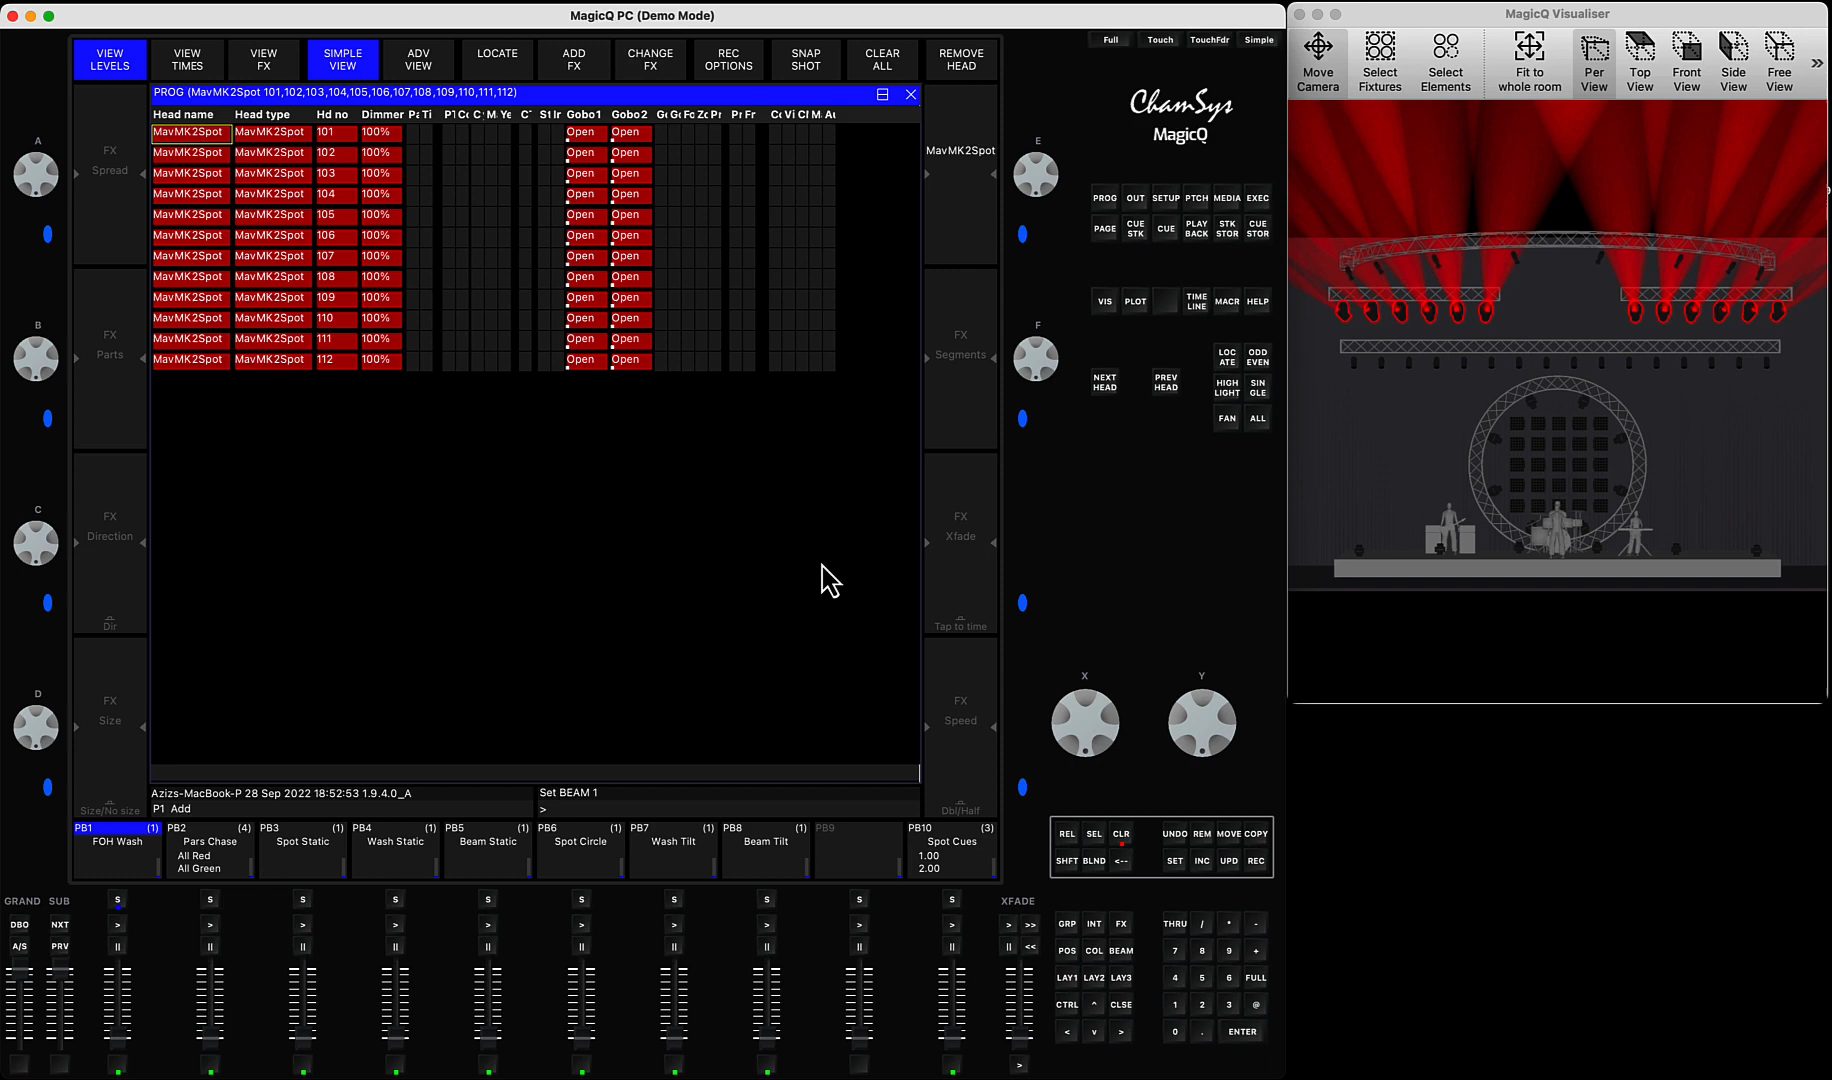 MagicQ PC (Demo Mode)
VIEW LEVELS
VIEW TIMES
VIEW FX
SIMPLE VIEW
ADV VIEW
LOCATE
ADD FX
CHANGE FX
REC OPTIONS
SNAP SHOT
CLEAR ALL
REMOVE HEAD
Full
Touch
TouchFdr
Simple
PROG (MavMK2Spot 101,102,103,104,105,106,107,108,109,110,111,112)
Head name Head type Hd no Dimmer Gobo1 Gobo2
MavMK2Spot MavMK2Spot 101 100% Open Open
MavMK2Spot MavMK2Spot 102 100% Open Open
MavMK2Spot MavMK2Spot 103 100% Open Open
MavMK2Spot MavMK2Spot 104 100% Open Open
MavMK2Spot MavMK2Spot 105 100% Open Open
MavMK2Spot MavMK2Spot 106 100% Open Open
MavMK2Spot MavMK2Spot 107 100% Open Open
MavMK2Spot MavMK2Spot 108 100% Open Open
MavMK2Spot MavMK2Spot 109 100% Open Open
MavMK2Spot MavMK2Spot 110 100% Open Open
MavMK2Spot MavMK2Spot 111 100% Open Open
MavMK2Spot MavMK2Spot 112 100% Open Open
A
FX
Spread
B
FX
Parts
C
FX
Direction
Dir
D
FX
Size
Size/No size
MavMK2Spot
E
FX
Segments
F
FX
Xfade
Tap to time
FX
Speed
Dbl/Half
ChamSys
MagicQ
PROG OUT SETUP PTCH MEDIA EXEC
PAGE CUE STK CUE PLAY BACK STK STOR CUE STOR
VIS PLOT TIME LINE MACR HELP
LOC ATE ODD EVEN
NEXT HEAD PREV HEAD HIGH LIGHT SIN GLE
FAN ALL
X Y
Azizs-MacBook-P 28 Sep 2022 18:52:53 1.9.4.0_A
Set BEAM 1
P1 Add
>
PB1 (1)
FOH Wash
PB2 (4)
Pars Chase
All Red
All Green
PB3 (1)
Spot Static
PB4 (1)
Wash Static
PB5 (1)
Beam Static
PB6 (1)
Spot Circle
PB7 (1)
Wash Tilt
PB8 (1)
Beam Tilt
PB9
PB10 (3)
Spot Cues
1.00
2.00
REL SEL CLR UNDO REM MOVE COPY
SHFT BLND <-- SET INC UPD REC
GRAND SUB S S S S S S S S S S XFADE
DBO NXT > > > > > > > > > > > >>
A/S PRV II II II II II II II II II II II <<
>
GRP INT FX THRU / * -
POS COL BEAM 7 8 9 +
LAY1 LAY2 LAY3 4 5 6 FULL
CTRL ^ CLSE 1 2 3 @
< v > 0 . ENTER
MagicQ Visualiser
Move Camera
Select Fixtures
Select Elements
Fit to whole room
Per View
Top View
Front View
Side View
Free View
»